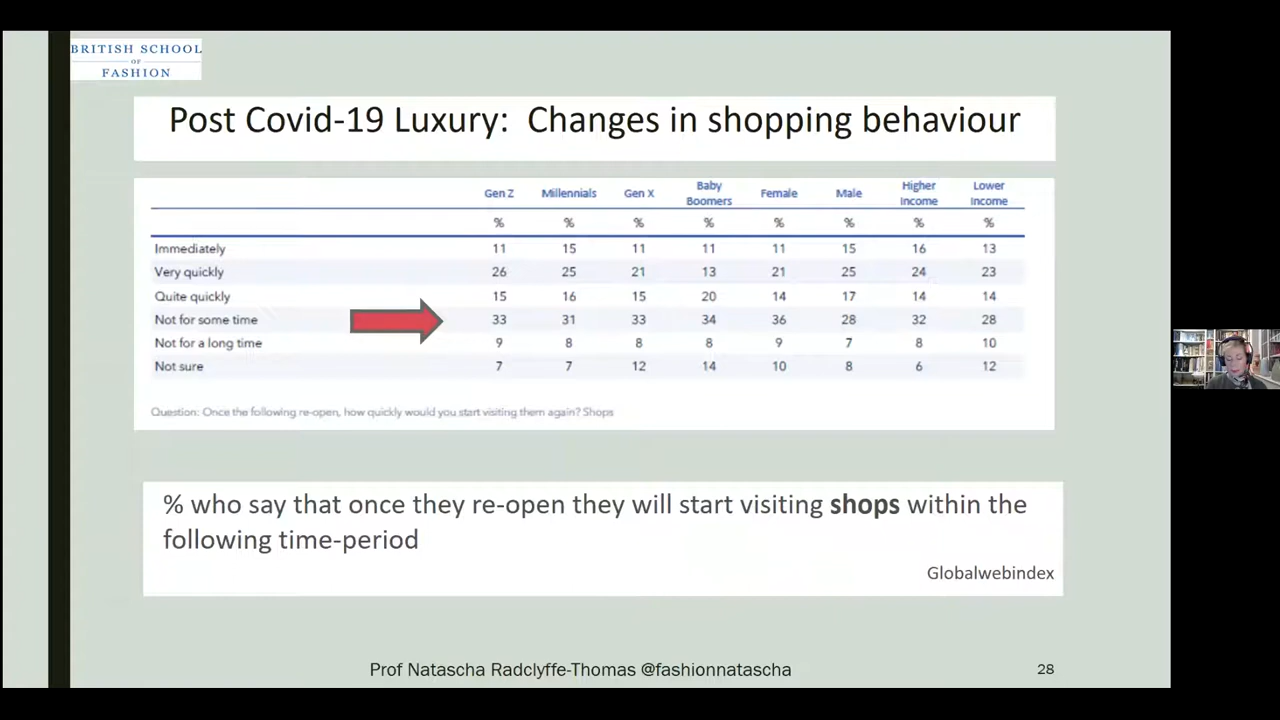 BRITISH SCHOOL
OF
FASHION
Post Covid-19 Luxury: Changes in shopping behaviour
Gen Z Millennials Gen X Baby Boomers Female Male Higher Income Lower Income
% % % % % % % %
Immediately 11 15 11 11 11 15 16 13
Very quickly 26 25 21 13 21 25 24 23
Quite quickly 15 16 15 20 14 17 14 14
Not for some time 33 31 33 34 36 28 32 28
Not for a long time 9 8 8 8 9 7 8 10
Not sure 7 7 12 14 10 8 6 12
Question: Once the following re-open, how quickly would you start visiting them again? Shops
% who say that once they re-open they will start visiting shops within the
following time-period
Globalwebindex
Prof Natascha Radclyffe-Thomas @fashionnatascha 28